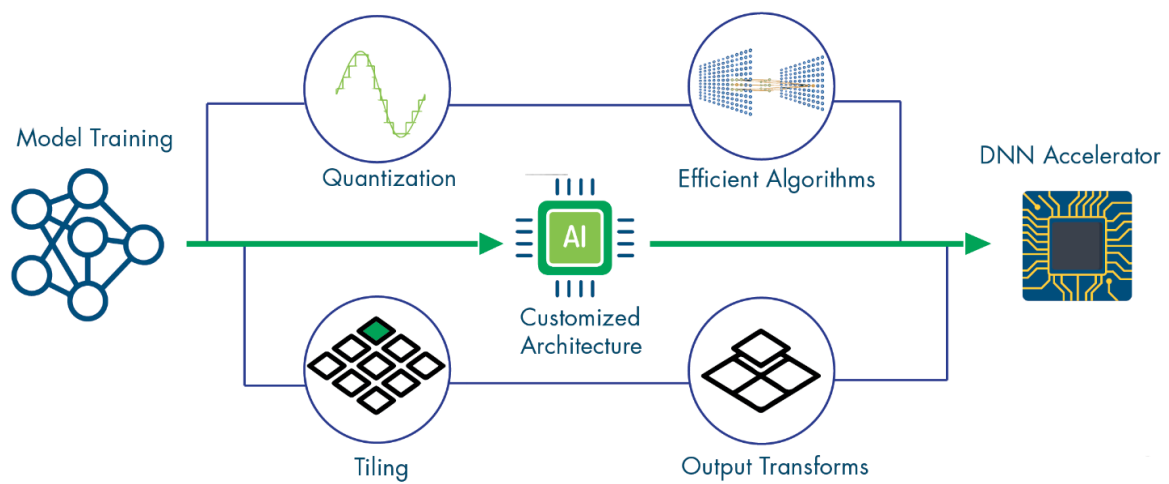 Model Training
Quantization
Efficient Algorithms
DNN Accelerator
AI
Customized
Architecture
Tiling
Output Transforms